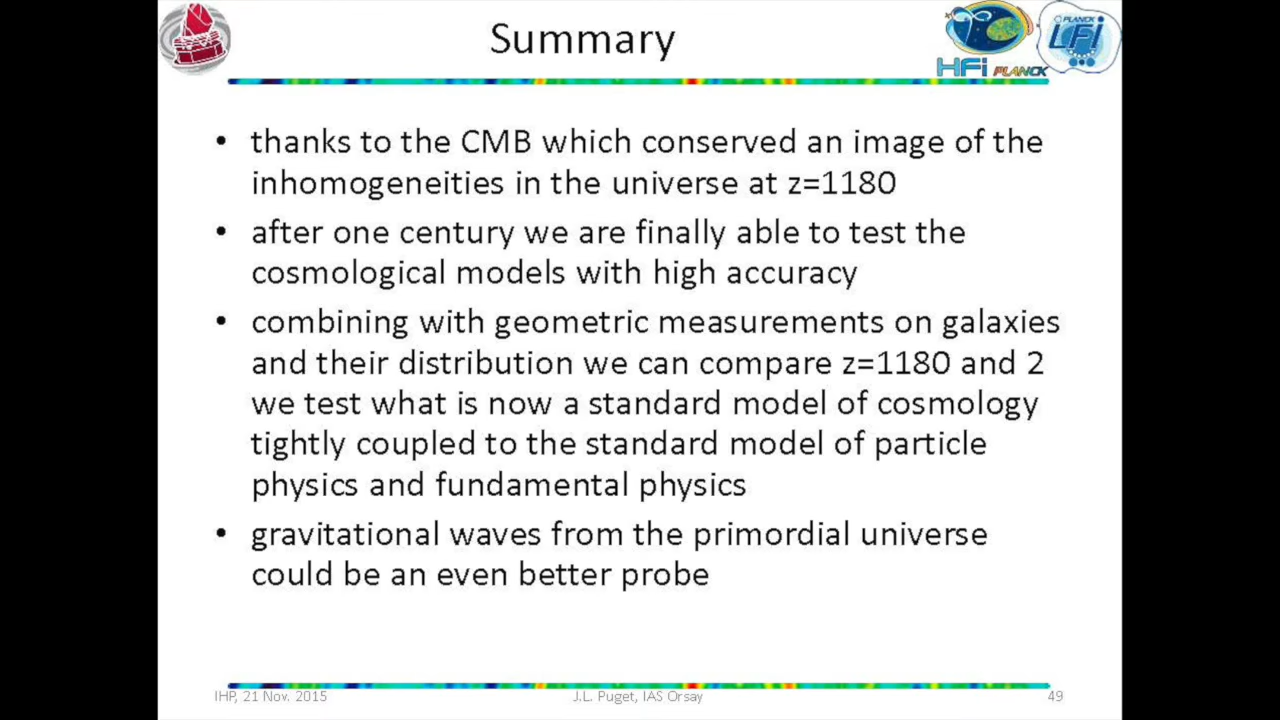 Summary
HFi PLANCK
PLANCK
LFi
• thanks to the CMB which conserved an image of the
inhomogeneities in the universe at z=1180
• after one century we are finally able to test the
cosmological models with high accuracy
• combining with geometric measurements on galaxies
and their distribution we can compare z=1180 and 2
we test what is now a standard model of cosmology
tightly coupled to the standard model of particle
physics and fundamental physics
• gravitational waves from the primordial universe
could be an even better probe
IHP, 21 Nov. 2015
J.L. Puget, IAS Orsay
49